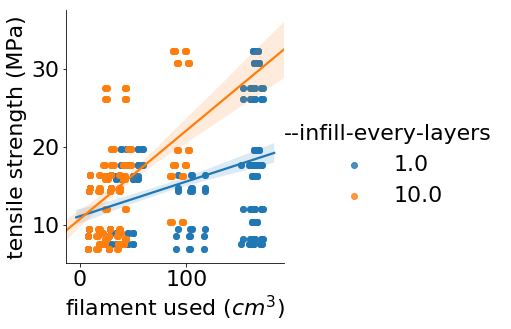 tensile strength (MPa)
30
20
10
0
100
filament used (cm³)
--infill-every-layers
1.0
10.0